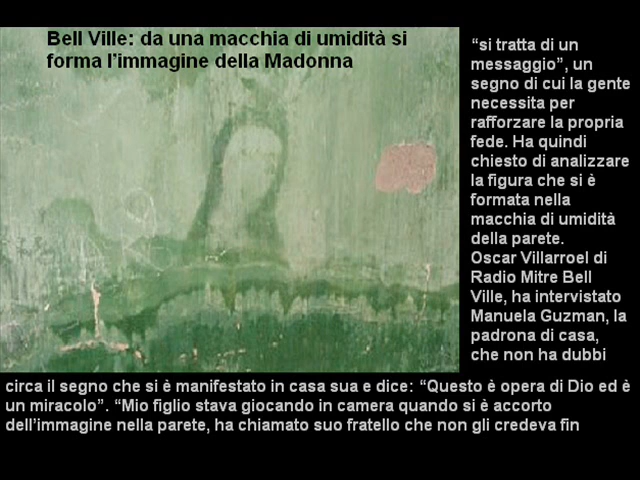 Bell Ville: da una macchia di umidità si
forma l'immagine della Madonna
“si tratta di un
messaggio”, un
segno di cui la gente
necessita per
rafforzare la propria
fede. Ha quindi
chiesto di analizzare
la figura che si è
formata nella
macchia di umidità
della parete.
Oscar Villarroel di
Radio Mitre Bell
Ville, ha intervistato
Manuela Guzman, la
padrona di casa,
che non ha dubbi
circa il segno che si è manifestato in casa sua e dice: “Questo è opera di Dio ed è
un miracolo”. “Mio figlio stava giocando in camera quando si è accorto
dell’immagine nella parete, ha chiamato suo fratello che non gli credeva fin